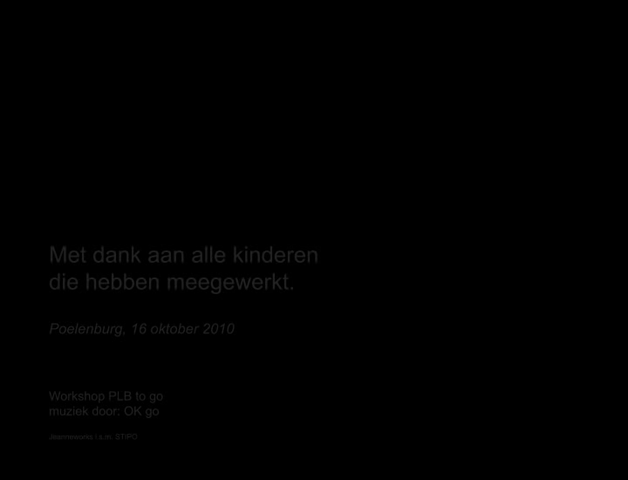 Met dank aan alle kinderen
die hebben meegewerkt.
Poelenburg, 16 oktober 2010
Workshop PLB to go
muziek door: OK go
i.s.m. STIPO